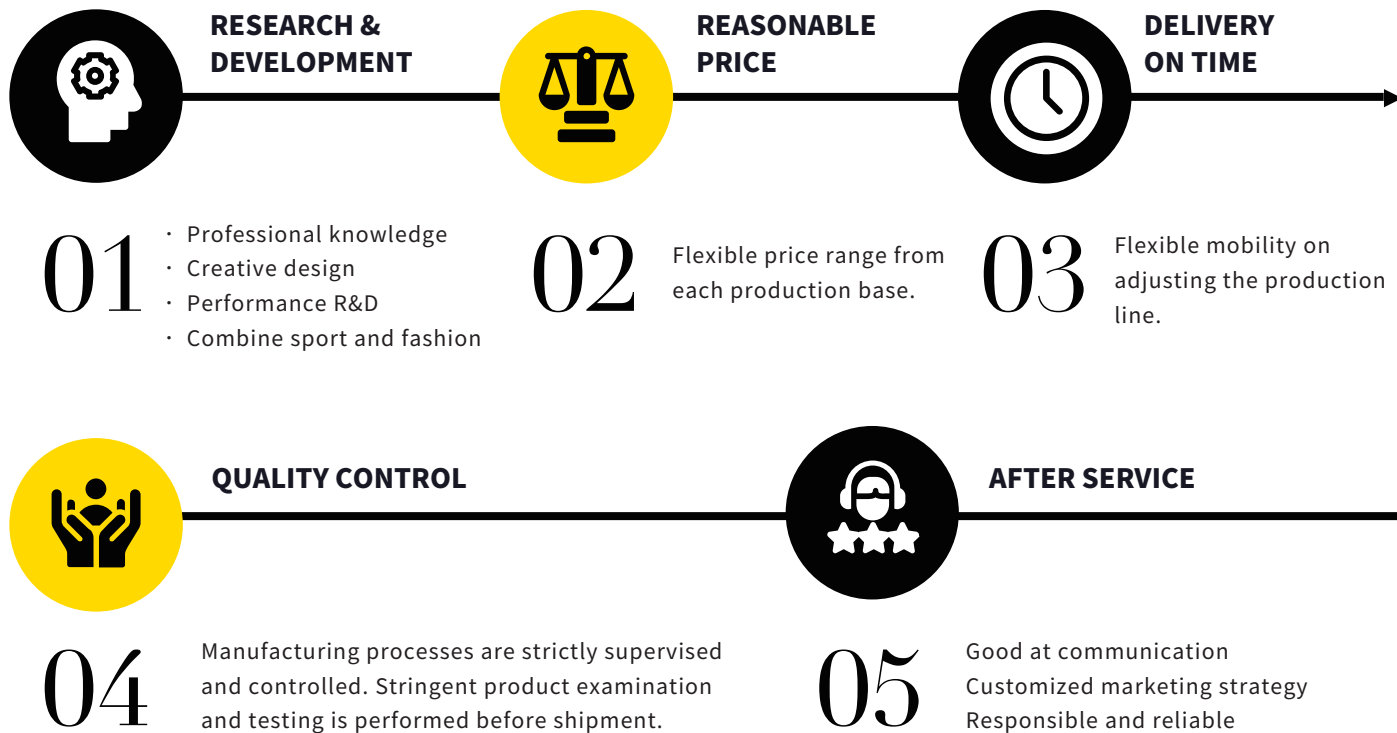 RESEARCH &
DEVELOPMENT
01
· Professional knowledge
· Creative design
· Performance R&D
· Combine sport and fashion
REASONABLE
PRICE
02
Flexible price range from
each production base.
DELIVERY
ON TIME
03
Flexible mobility on
adjusting the production
line.
QUALITY CONTROL
04
Manufacturing processes are strictly supervised
and controlled. Stringent product examination
and testing is performed before shipment.
AFTER SERVICE
05
Good at communication
Customized marketing strategy
Responsible and reliable